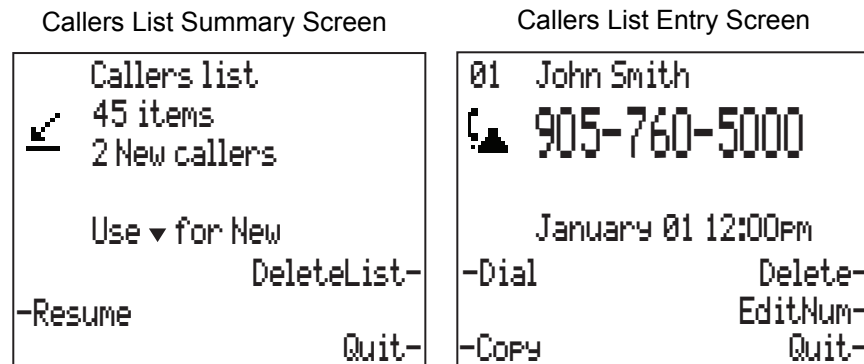 Callers List Summary Screen
Callers list
45 items
2 New callers
Use ▼ for New
DeleteList-
-Resume
Quit-
Callers List Entry Screen
01 John Smith
905-760-5000
January 01 12:00pm
-Dial Delete-
EditNum-
-Copy Quit-